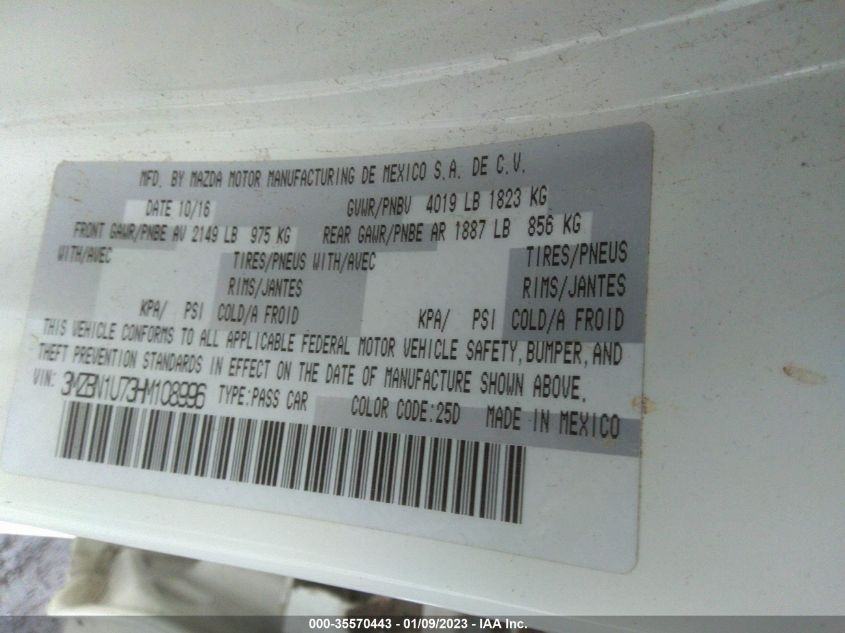 MFD. BY MAZDA MOTOR MANUFACTURING DE MEXICO S.A. DE C.V.
DATE 10/16 GVWR/PNBV 4019 LB 1823 KG
FRONT GAWR/PNBE AV 2149 LB 975 KG REAR GAWR/PNBE AR 1887 LB 856 KG
WITH/AVEC TIRES/PNEUS WITH/AVEC TIRES/PNEUS
RIMS/JANTES RIMS/JANTES
KPA/ PSI COLD/A FROID KPA/ PSI COLD/A FROID
THIS VEHICLE CONFORMS TO ALL APPLICABLE FEDERAL MOTOR VEHICLE SAFETY, BUMPER, AND
THEFT PREVENTION STANDARDS IN EFFECT ON THE DATE OF MANUFACTURE SHOWN ABOVE.
VIN: 3MZBN1U73HM108996 TYPE:PASS CAR COLOR CODE:25D MADE IN MEXICO
000-35570443 - 01/09/2023 - IAA Inc.